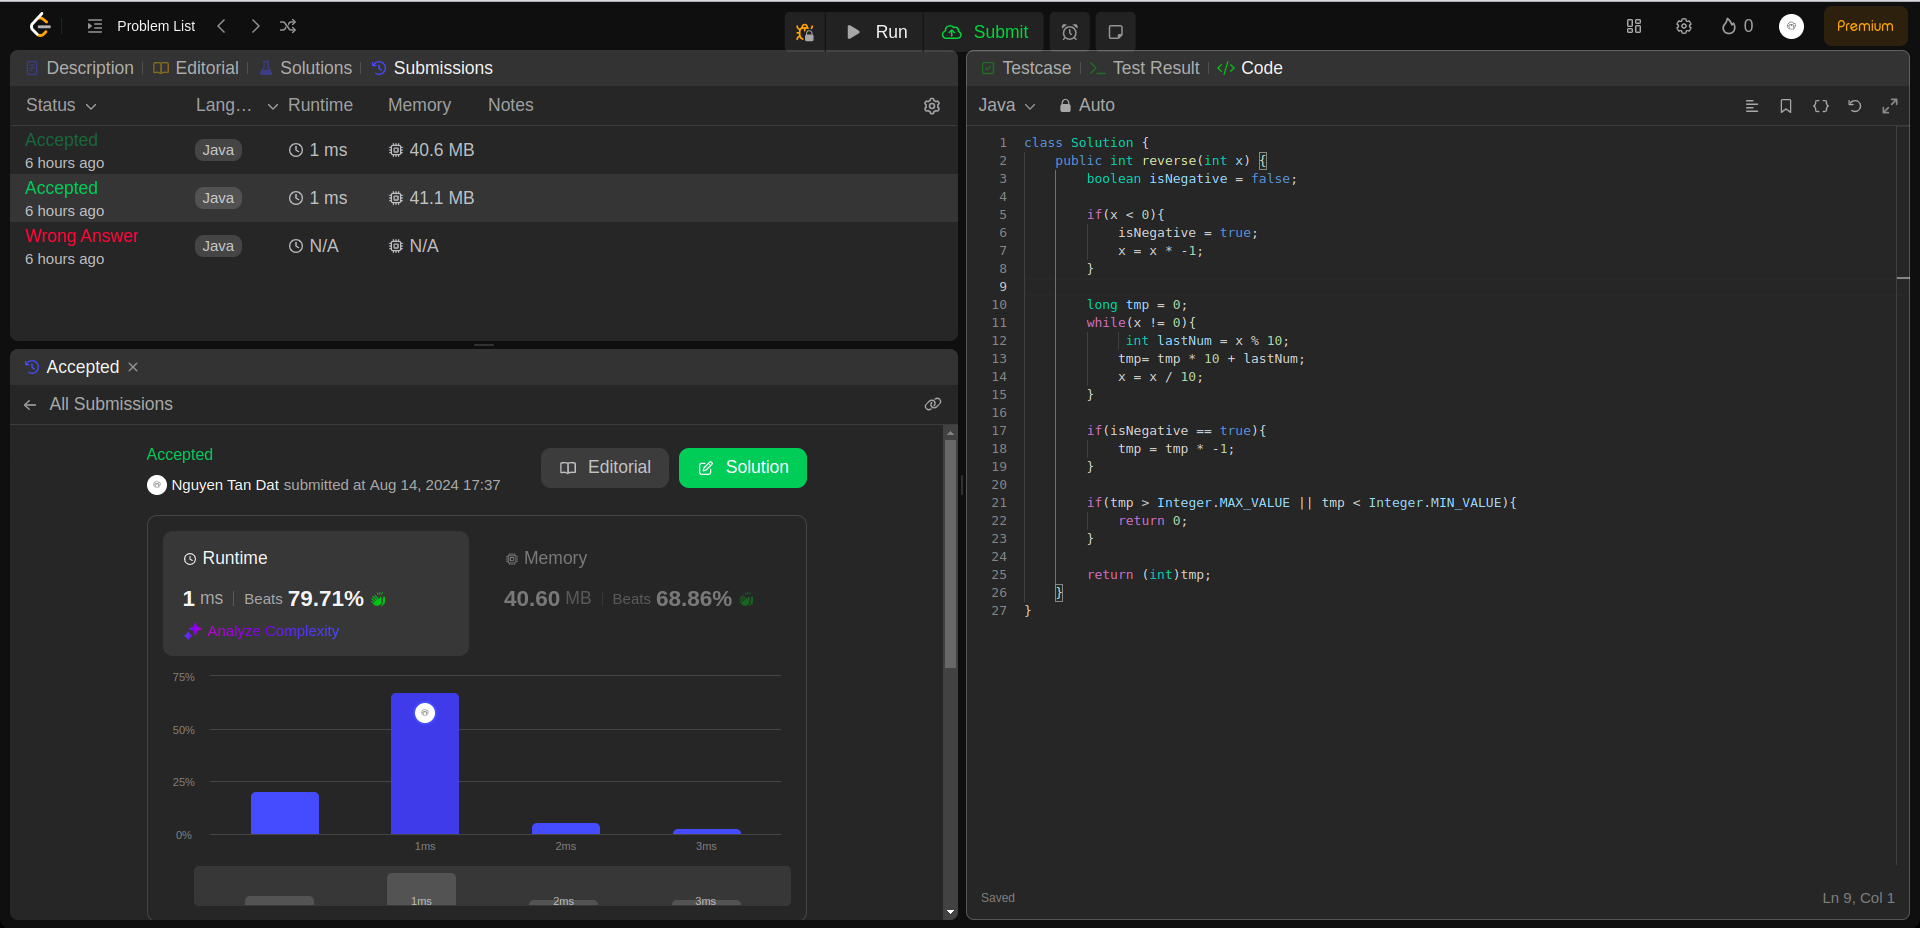 Problem List
Run
Submit
0
Premium
Description
Editorial
Solutions
Submissions
Status
Lang...
Runtime
Memory
Notes
Accepted
6 hours ago
Java
1 ms
40.6 MB
Accepted
6 hours ago
Java
1 ms
41.1 MB
Wrong Answer
6 hours ago
Java
N/A
N/A
Accepted
All Submissions
Accepted
Nguyen Tan Dat submitted at Aug 14, 2024 17:37
Editorial
Solution
Runtime
1 ms
Beats 79.71%
Analyze Complexity
Memory
40.60 MB
Beats 68.86%
75%
50%
25%
0%
1ms
2ms
3ms
1ms
2ms
3ms
Testcase
Test Result
</> Code
Java
Auto
1 class Solution {
2     public int reverse(int x) {
3         boolean isNegative = false;
4
5         if(x < 0){
6             isNegative = true;
7             x = x * -1;
8         }
9
10         long tmp = 0;
11         while(x != 0){
12              int lastNum = x % 10;
13             tmp= tmp * 10 + lastNum;
14             x = x / 10;
15         }
16
17         if(isNegative == true){
18             tmp = tmp * -1;
19         }
20
21         if(tmp > Integer.MAX_VALUE || tmp < Integer.MIN_VALUE){
22             return 0;
23         }
24
25         return (int)tmp;
26     }
27 }
Saved
Ln 9, Col 1